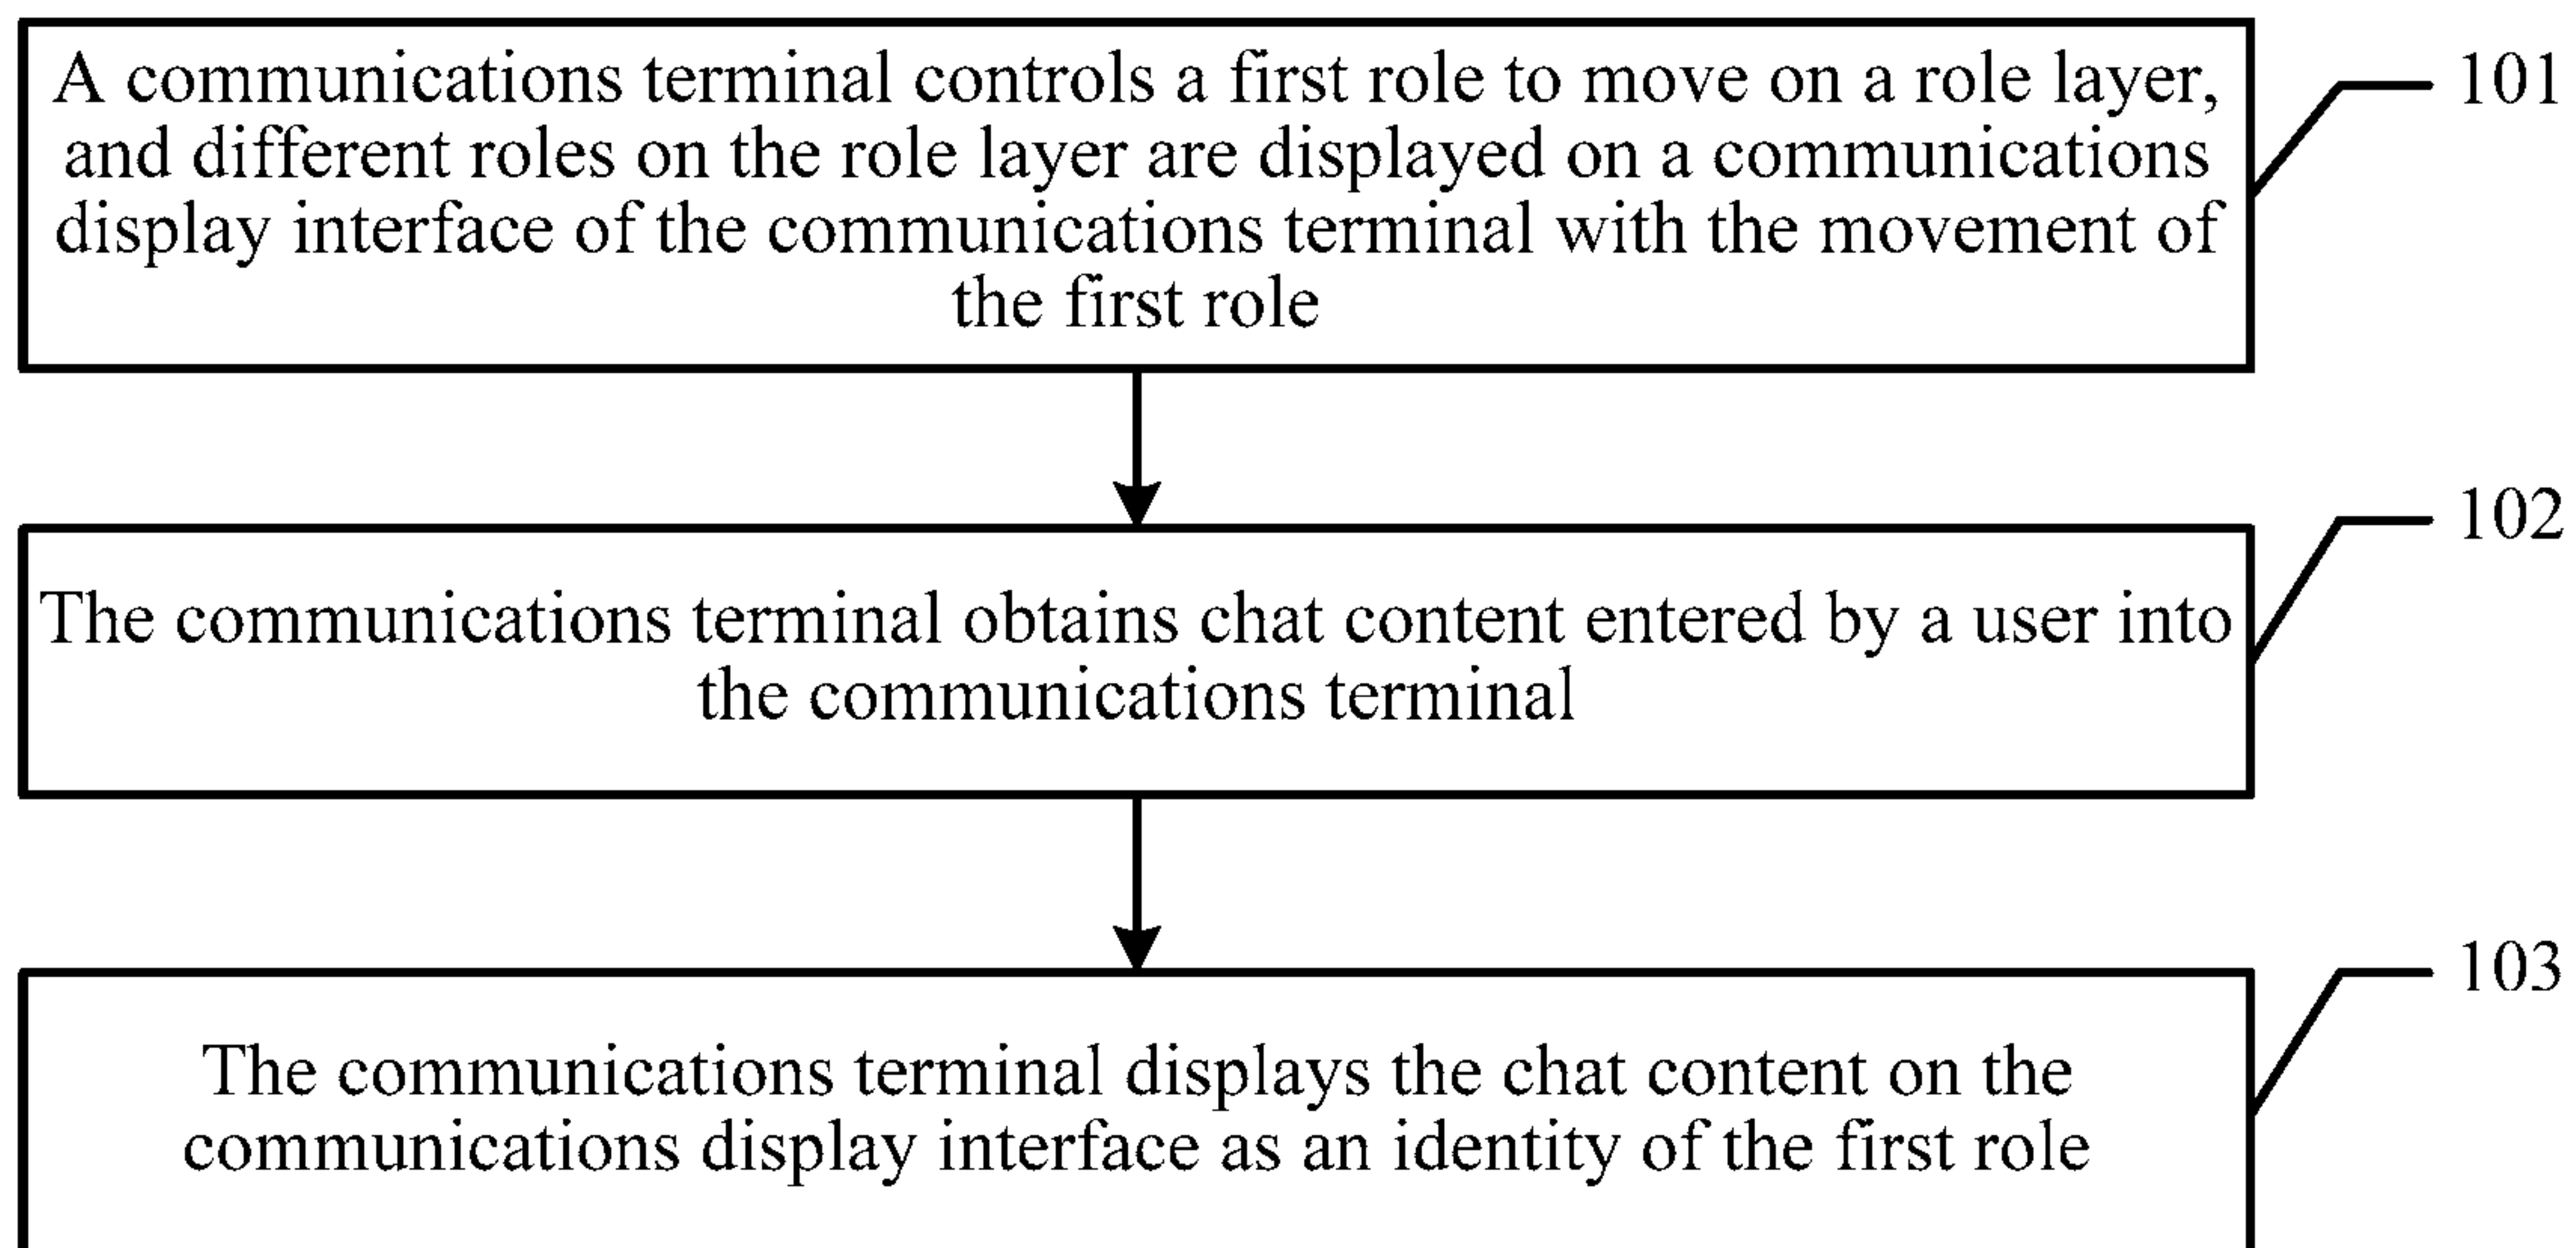 A communications terminal controls a first role to move on a role layer,
and different roles on the role layer are displayed on a communications
display interface of the communications terminal with the movement of
the first role
101
The communications terminal obtains chat content entered by a user into
the communications terminal
102
The communications terminal displays the chat content on the
communications display interface as an identity of the first role
103